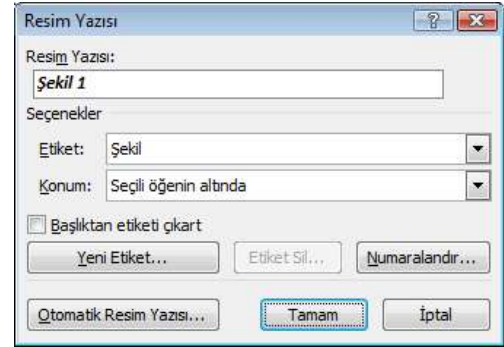 Resim Yazısı
Resim Yazısı:
Şekil 1
Seçenekler
Etiket: Şekil
Konum: Seçili öğenin altında
Başlıktan etiketi çıkart
Yeni Etiket... Etiket Sil... Numaralandır...
Otomatik Resim Yazısı... Tamam İptal